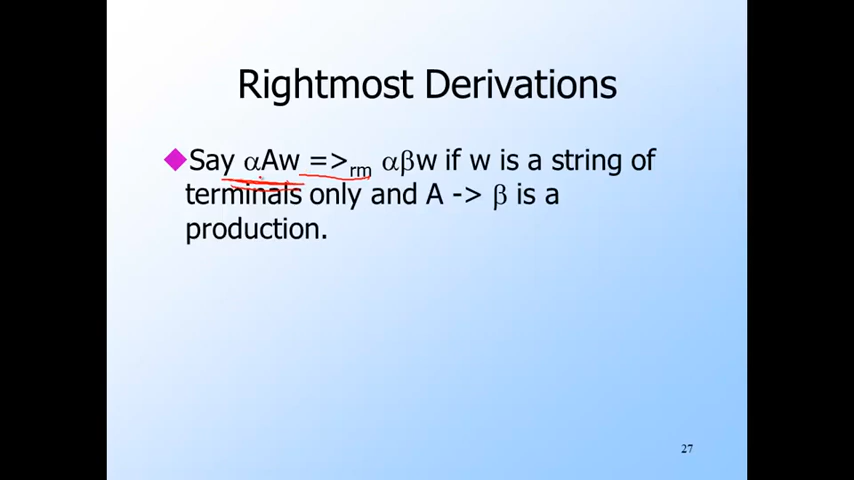 Rightmost Derivations
Say αAw =>rm αβw if w is a string of
terminals only and A -> β is a
production.
27